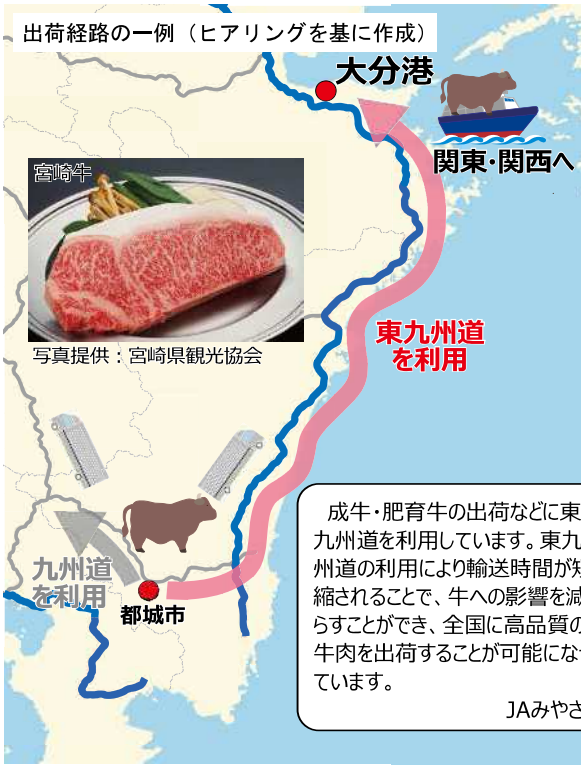 出荷経路の一例（ヒアリングを基に作成）
大分港
関東・関西へ
宮崎牛
写真提供：宮崎県観光協会
東九州道
を利用
九州道
を利用
都城市
成牛・肥育牛の出荷などに東
九州道を利用しています。東九
州道の利用により輸送時間が短
縮されることで、牛への影響を減
らすことができ、全国に高品質の
牛肉を出荷することが可能になっ
ています。
JAみやざ